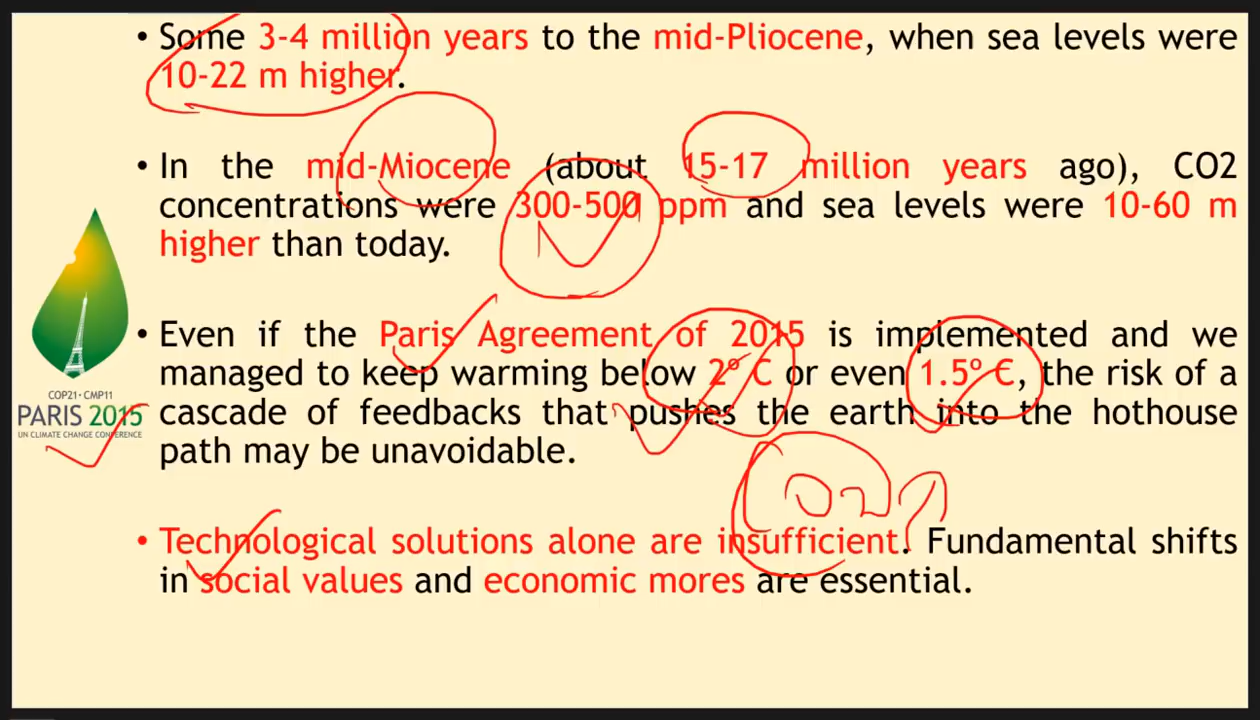 • Some 3-4 million years to the mid-Pliocene, when sea levels were
10-22 m higher.
• In the mid-Miocene (about 15-17 million years ago), CO2
concentrations were 300-500 ppm and sea levels were 10-60 m
higher than today.
• Even if the Paris Agreement of 2015 is implemented and we
managed to keep warming below 2º C or even 1.5º C, the risk of a
cascade of feedbacks that pushes the earth into the hothouse
path may be unavoidable.
COP21·CMP11
PARIS 2015
UN CLIMATE CHANGE CONFERENCE
• Technological solutions alone are insufficient. Fundamental shifts
in social values and economic mores are essential.